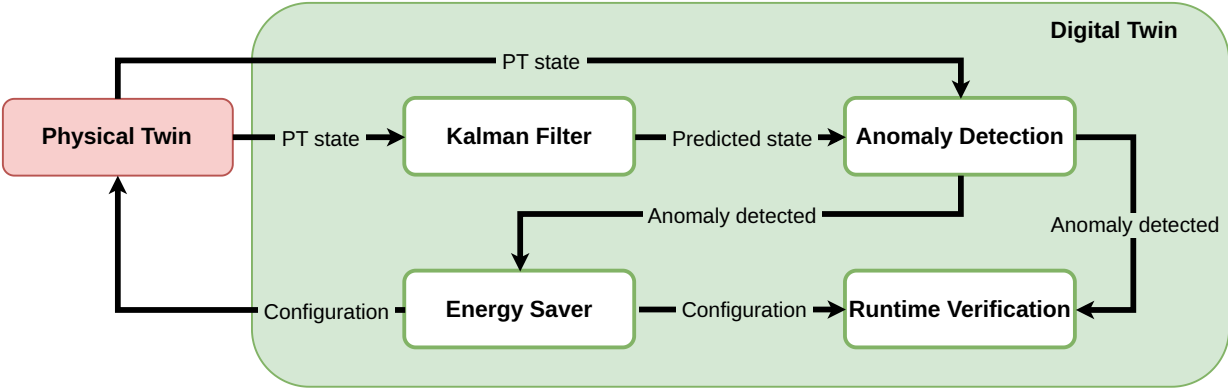 Digital Twin
PT state
Physical Twin
PT state
Kalman Filter
Predicted state
Anomaly Detection
Anomaly detected
Anomaly detected
Configuration
Energy Saver
Configuration
Runtime Verification